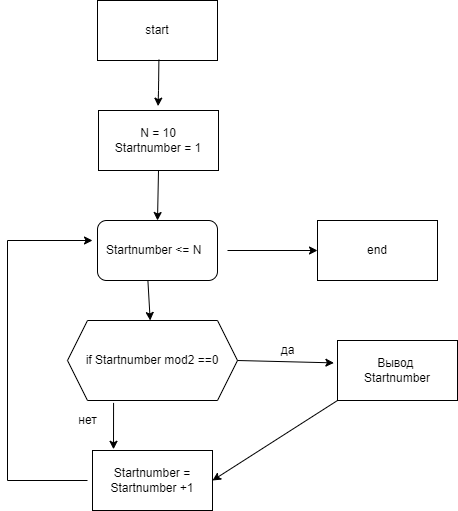 start
N = 10
Startnumber = 1
Startnumber <= N
end
if Startnumber mod2 ==0
да
Вывод
Startnumber
нет
Startnumber =
Startnumber +1